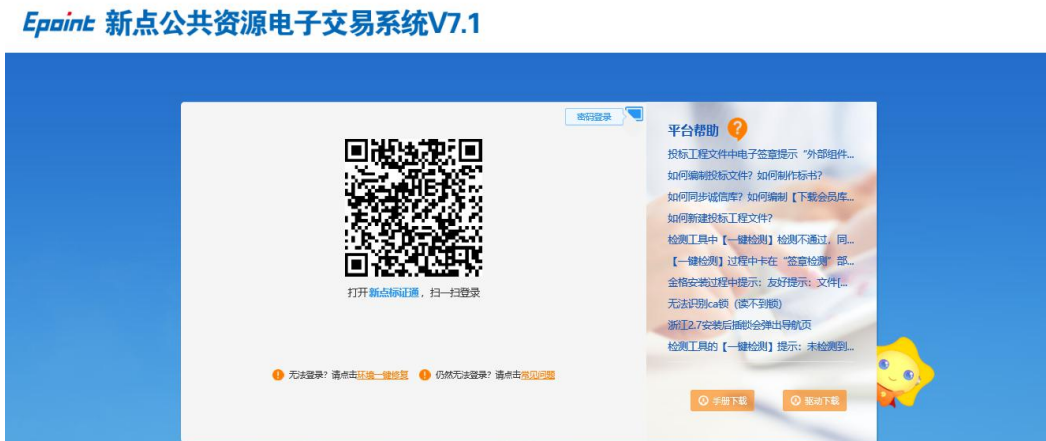 Epoint 新点公共资源电子交易系统V7.1
密码登录
打开新点标证通，扫一扫登录
无法登录？请点击环境一键修复 仍然无法登录？请点击常见问题
平台帮助
投标工程文件中电子签章提示“外部组件...
如何编制投标文件？如何制作标书？
如何同步诚信库？如何编制【下载会员库...
如何新建投标工程文件？
检测工具中【一键检测】检测不通过，同...
【一键检测】过程中卡在“签章检测”部...
金格安装过程中提示：友好提示：文件[...
无法识别ca锁（读不到锁）
浙江2.7安装后插锁会弹出导航页
检测工具的【一键检测】提示：未检测到...
手册下载
驱动下载